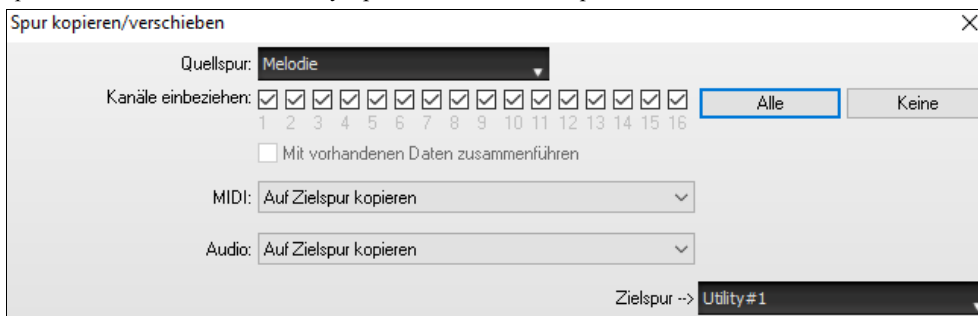 Spur kopieren/verschieben
Quellspur: Melodie
Kanäle einbeziehen: Alle Keine
1 2 3 4 5 6 7 8 9 10 11 12 13 14 15 16
Mit vorhandenen Daten zusammenführen
MIDI: Auf Zielspur kopieren
Audio: Auf Zielspur kopieren
Zielspur --> Utility#1